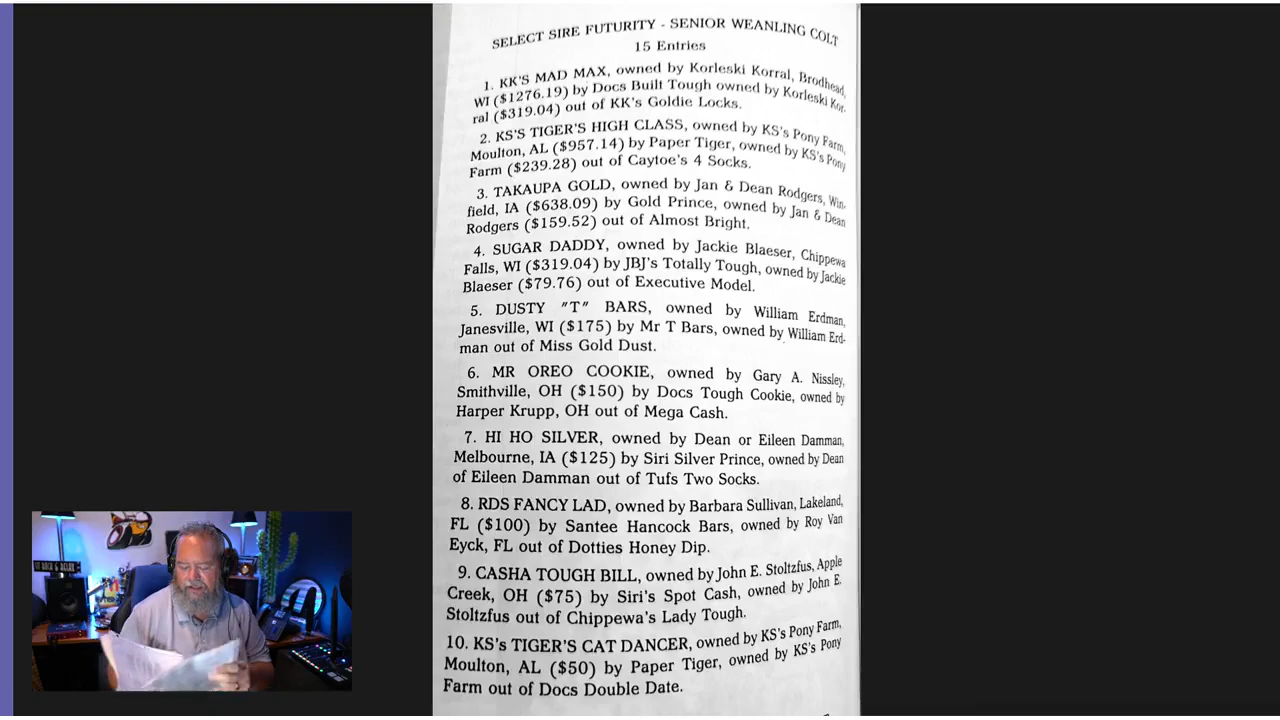 SELECT SIRE FUTURITY - SENIOR WEANLING COLT
15 Entries
1. KK'S MAD MAX, owned by Korleski Korral, Brodhead,
WI ($1276.19) by Docs Built Tough owned by Korleski Kor-
ral ($319.04) out of KK's Goldie Locks.
2. KS'S TIGER'S HIGH CLASS, owned by KS's Pony Farm,
Moulton, AL ($957.14) by Paper Tiger, owned by KS's Pony
Farm ($239.28) out of Caytoe's 4 Socks.
3. TAKAUPA GOLD, owned by Jan & Dean Rodgers, Win-
field, IA ($638.09) by Gold Prince, owned by Jan & Dean
Rodgers ($159.52) out of Almost Bright.
4. SUGAR DADDY, owned by Jackie Blaeser, Chippewa
Falls, WI ($319.04) by JBJ's Totally Tough, owned by Jackie
Blaeser ($79.76) out of Executive Model.
5. DUSTY "T" BARS, owned by William Erdman,
Janesville, WI ($175) by Mr T Bars, owned by William Erd-
man out of Miss Gold Dust.
6. MR OREO COOKIE, owned by Gary A. Nissley,
Smithville, OH ($150) by Docs Tough Cookie, owned by
Harper Krupp, OH out of Mega Cash.
7. HI HO SILVER, owned by Dean or Eileen Damman,
Melbourne, IA ($125) by Siri Silver Prince, owned by Dean
of Eileen Damman out of Tufs Two Socks.
8. RDS FANCY LAD, owned by Barbara Sullivan, Lakeland,
FL ($100) by Santee Hancock Bars, owned by Roy Van
Eyck, FL out of Dotties Honey Dip.
9. CASHA TOUGH BILL, owned by John E. Stoltzfus, Apple
Creek, OH ($75) by Siri's Spot Cash, owned by John E.
Stoltzfus out of Chippewa's Lady Tough.
10. KS's TIGER'S CAT DANCER, owned by KS's Pony Farm,
Moulton, AL ($50) by Paper Tiger, owned by KS's Pony
Farm out of Docs Double Date.